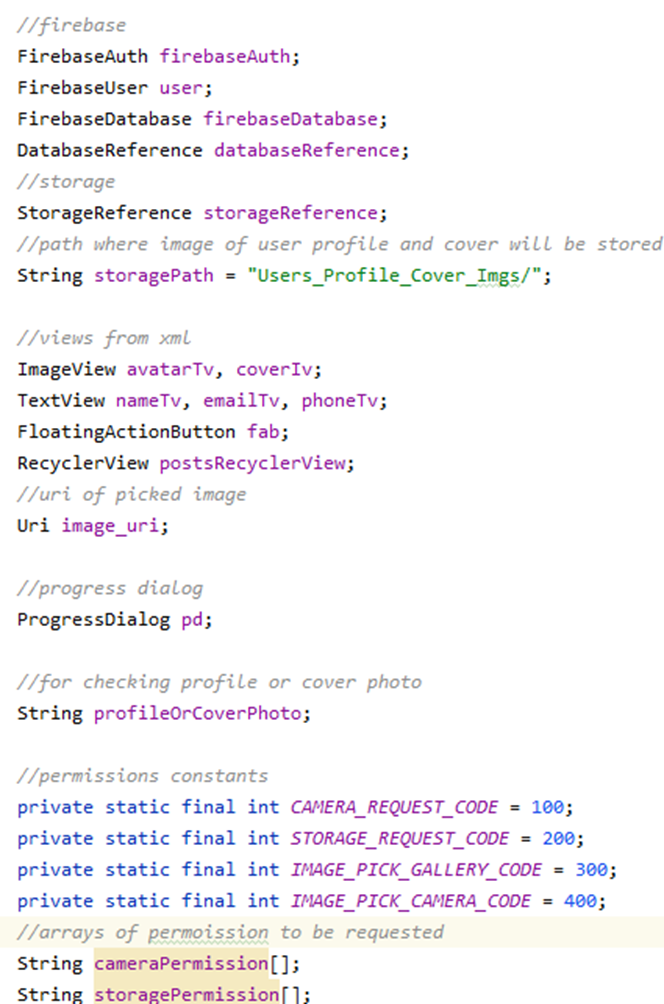 //firebase
FirebaseAuth firebaseAuth;
FirebaseUser user;
FirebaseDatabase firebaseDatabase;
DatabaseReference databaseReference;
//storage
StorageReference storageReference;
//path where image of user profile and cover will be stored
String storagePath = "Users_Profile_Cover_Imgs/";
//views from xml
ImageView avatarTv, coverIv;
TextView nameTv, emailTv, phoneTv;
FloatingActionButton fab;
RecyclerView postsRecyclerView;
//uri of picked image
Uri image_uri;
//progress dialog
ProgressDialog pd;
//for checking profile or cover photo
String profileOrCoverPhoto;
//permissions constants
private static final int CAMERA_REQUEST_CODE = 100;
private static final int STORAGE_REQUEST_CODE = 200;
private static final int IMAGE_PICK_GALLERY_CODE = 300;
private static final int IMAGE_PICK_CAMERA_CODE = 400;
//arrays of permoission to be requested
String cameraPermission[];
String storagePermission[];